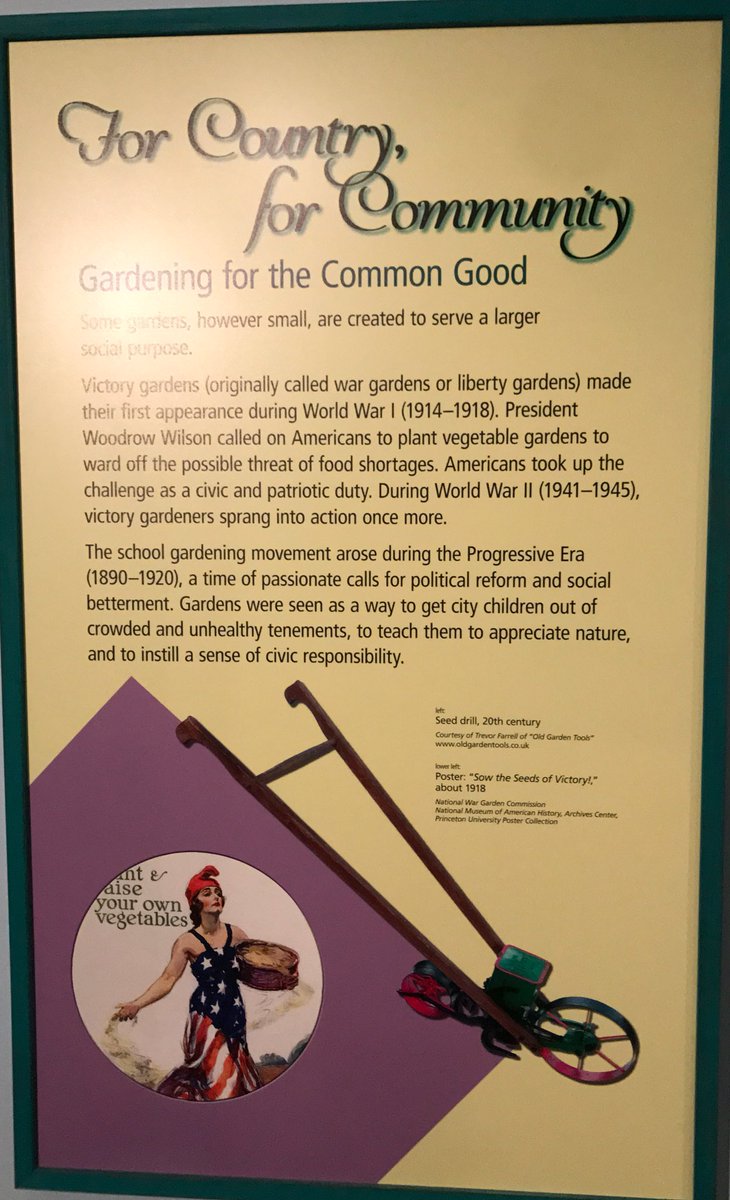 For Country,
for Community
Gardening for the Common Good
Some gardens, however small, are created to serve a larger
social purpose.
Victory gardens (originally called war gardens or liberty gardens) made
their first appearance during World War I (1914–1918). President
Woodrow Wilson called on Americans to plant vegetable gardens to
ward off the possible threat of food shortages. Americans took up the
challenge as a civic and patriotic duty. During World War II (1941–1945),
victory gardeners sprang into action once more.
The school gardening movement arose during the Progressive Era
(1890–1920), a time of passionate calls for political reform and social
betterment. Gardens were seen as a way to get city children out of
crowded and unhealthy tenements, to teach them to appreciate nature,
and to instill a sense of civic responsibility.
left:
Seed drill, 20th century
Courtesy of Trevor Farrell of "Old Garden Tools"
www.oldgardentools.co.uk
lower left:
Poster: "Sow the Seeds of Victory!,"
about 1918
National War Garden Commission
National Museum of American History, Archives Center,
Princeton University Poster Collection
ant &
aise
your own
vegetables